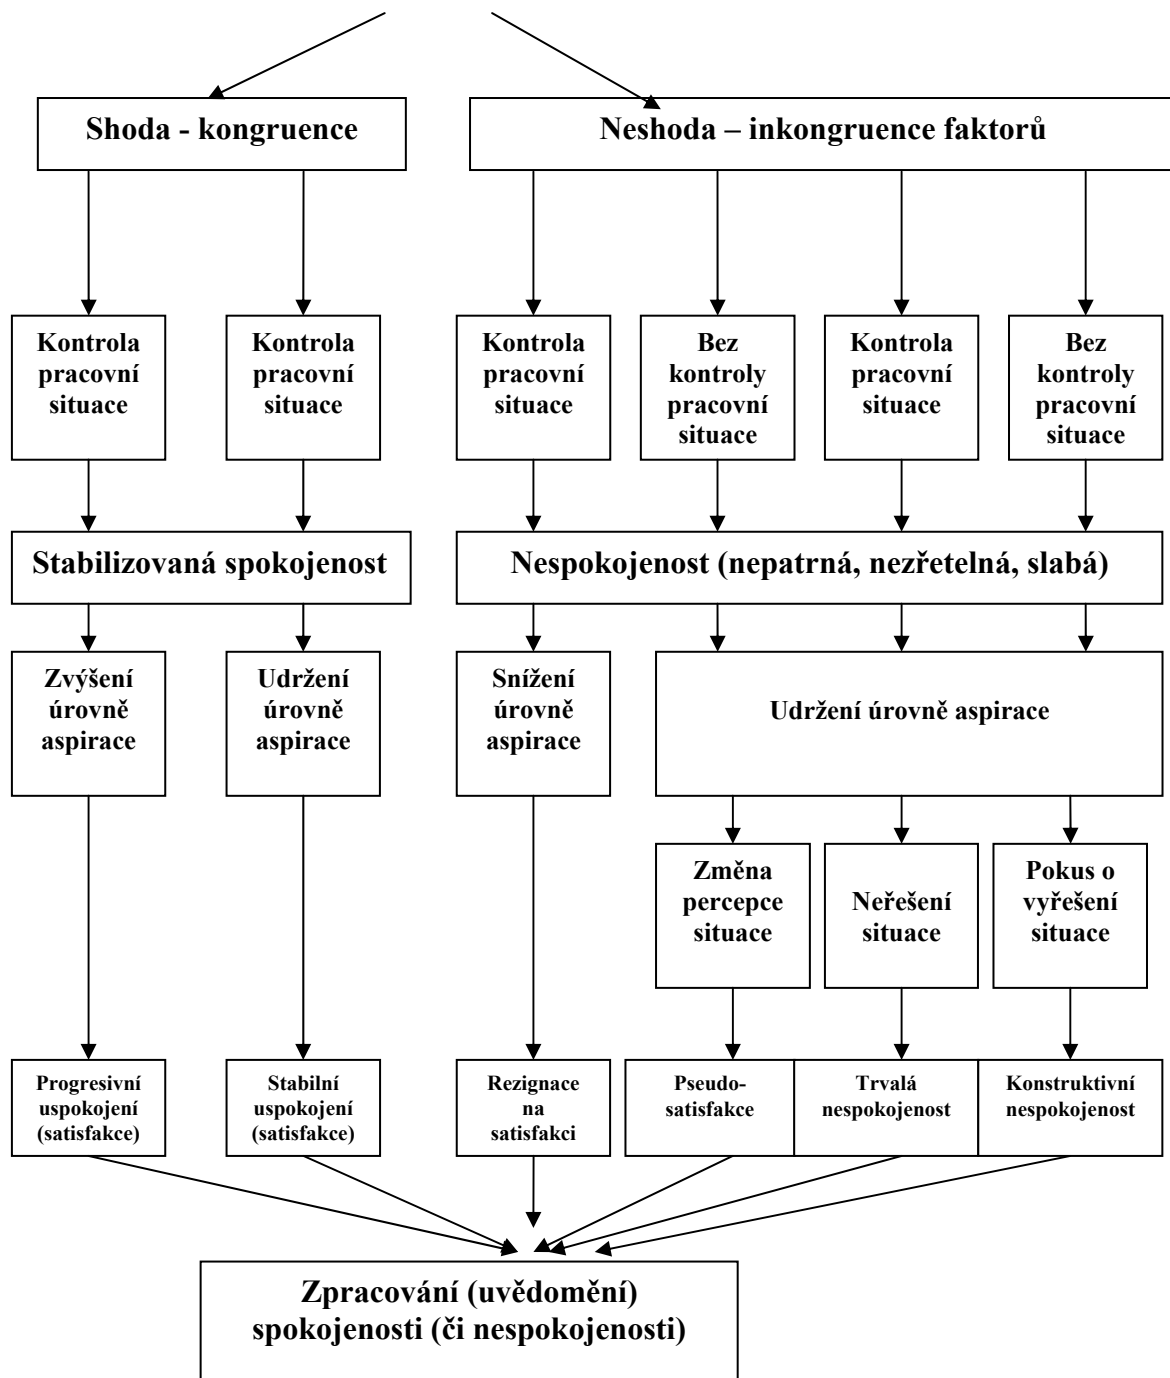 Shoda - kongruence
Neshoda – inkongruence faktorů
Kontrola
pracovní
situace
Kontrola
pracovní
situace
Kontrola
pracovní
situace
Bez
kontroly
pracovní
situace
Kontrola
pracovní
situace
Bez
kontroly
pracovní
situace
Stabilizovaná spokojenost
Nespokojenost (nepatrná, nezřetelná, slabá)
Zvýšení
úrovně
aspirace
Udržení
úrovně
aspirace
Snížení
úrovně
aspirace
Udržení úrovně aspirace
Změna
percepce
situace
Neřešení
situace
Pokus o
vyřešení
situace
Progresivní
uspokojení
(satisfakce)
Stabilní
uspokojení
(satisfakce)
Rezignace
na
satisfakci
Pseudo-
satisfakce
Trvalá
nespokojenost
Konstruktivní
nespokojenost
Zpracování (uvědomění)
spokojenosti (či nespokojenosti)